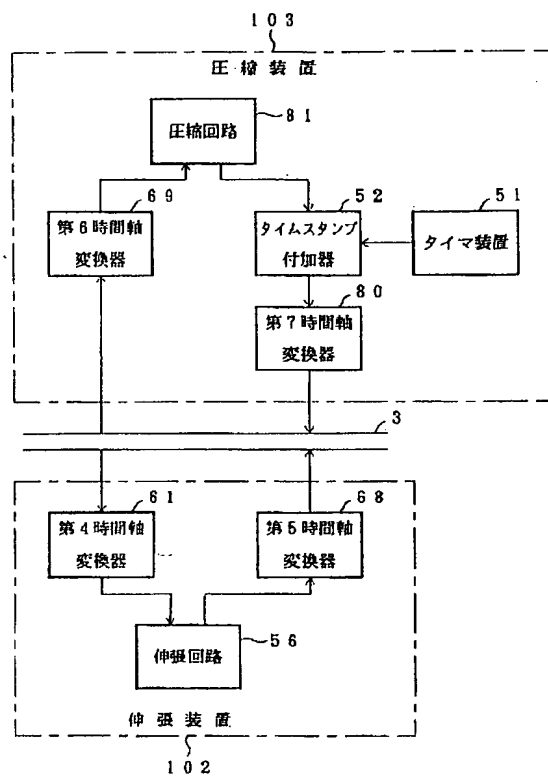 103
圧縮装置
81
圧縮回路
69
52
51
第6時間軸
変換器
タイムスタンプ
付加器
タイマ装置
80
第7時間軸
変換器
3
61
68
第4時間軸
変換器
第5時間軸
変換器
56
伸張回路
伸張装置
102